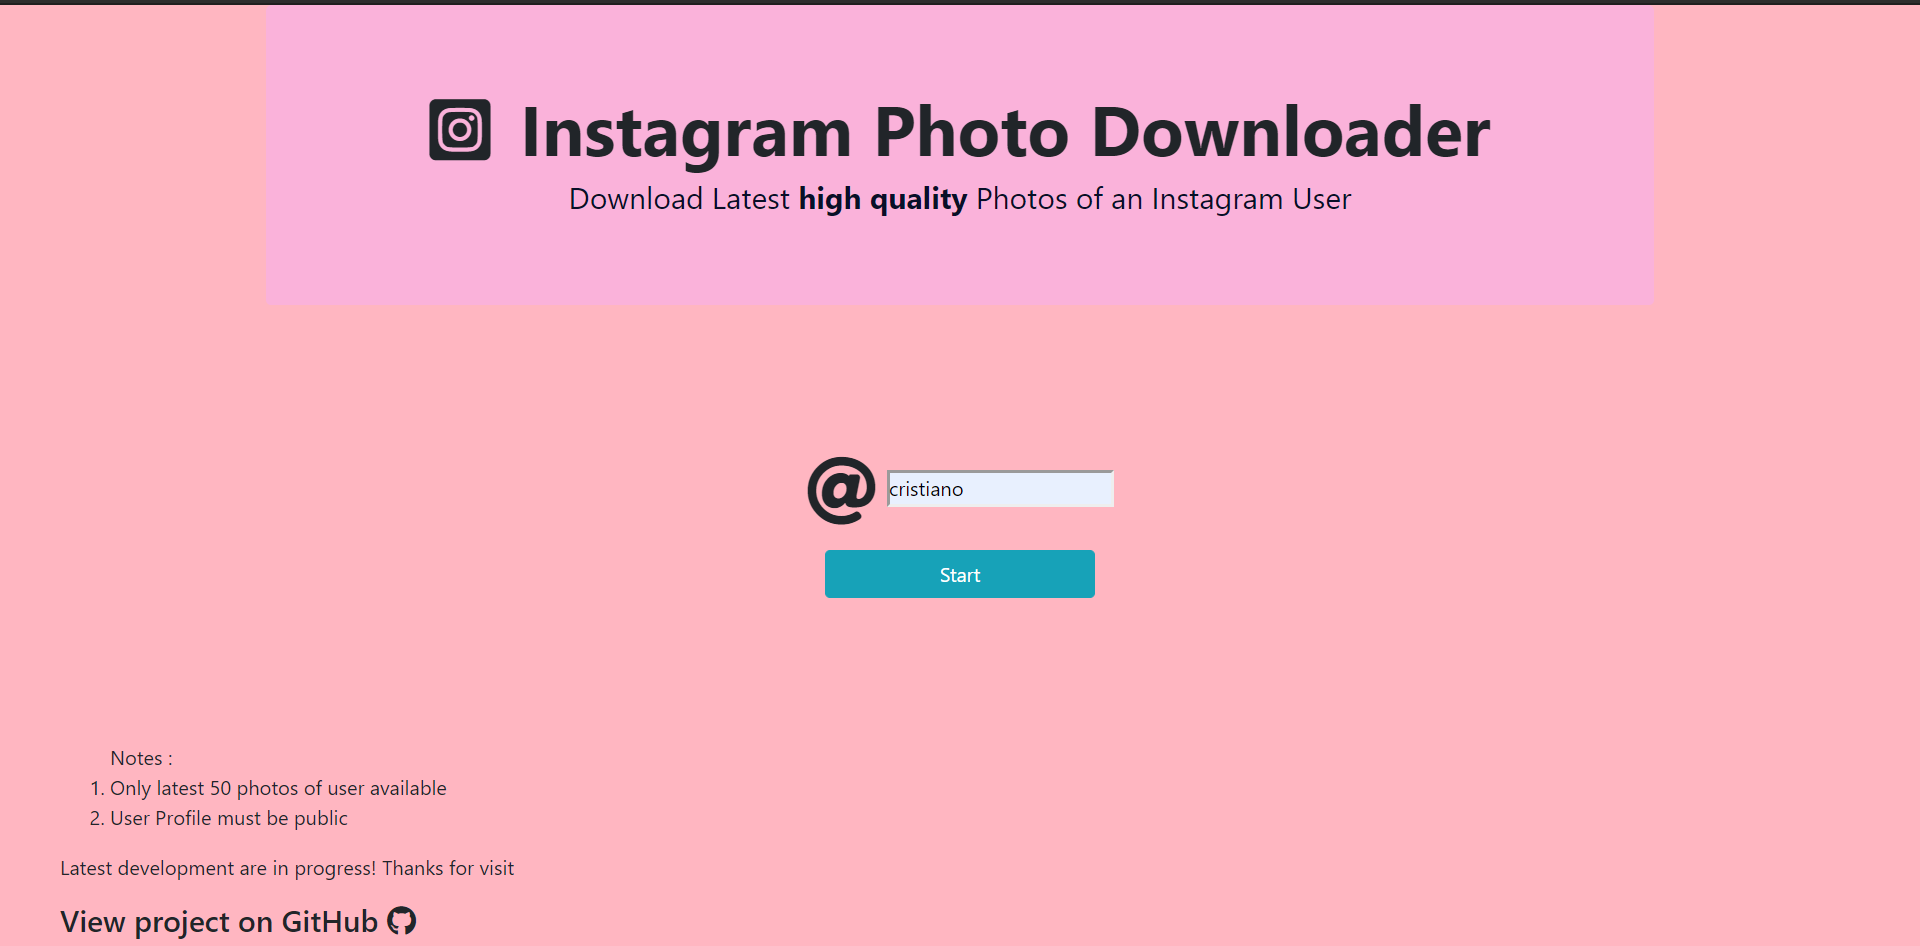 Instagram Photo Downloader
Download Latest high quality Photos of an Instagram User
@ cristiano
Start
Notes :
1. Only latest 50 photos of user available
2. User Profile must be public
Latest development are in progress! Thanks for visit
View project on GitHub